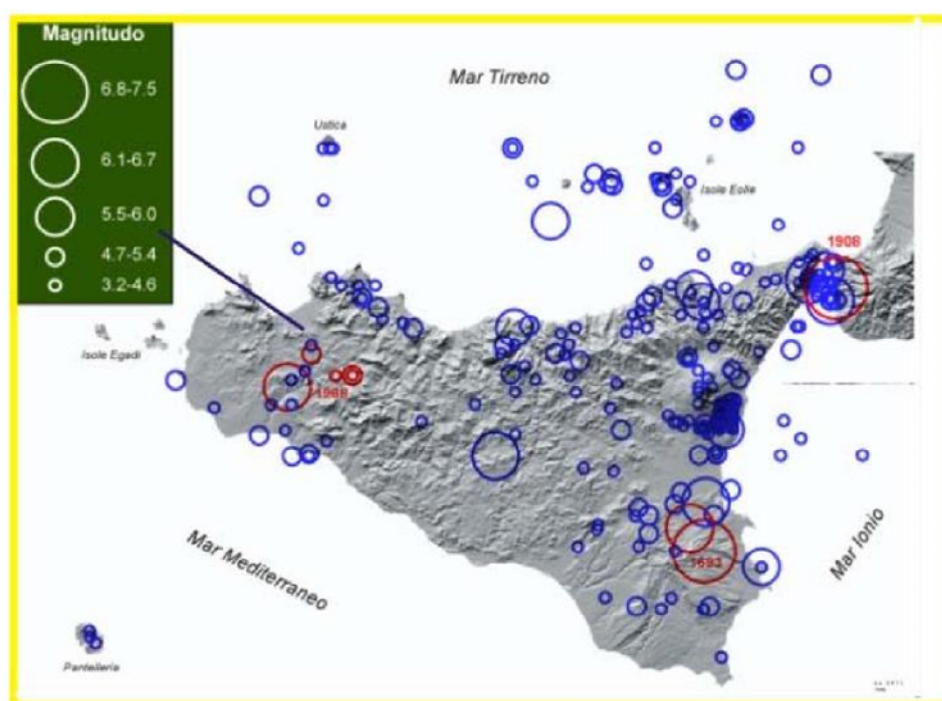 Magnitudo
6.8-7.5
6.1-6.7
5.5-6.0
4.7-5.4
3.2-4.6
Mar Tirreno
Ustica
Isole Eolie
1908
Isole Egadi
1968
Mar Mediterraneo
1693
Mar Ionio
Pantelleria